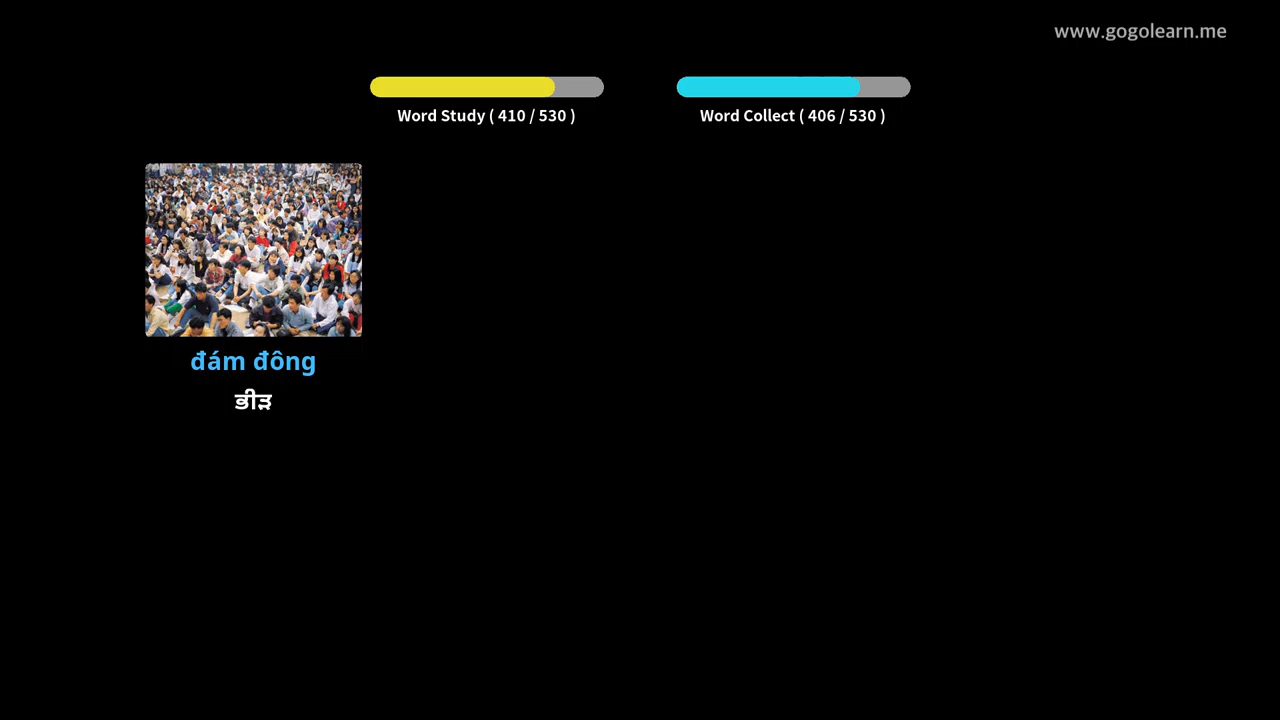 www.gogolearn.me
Word Study ( 410 / 530 )
Word Collect ( 406 / 530 )
đám đông
ਭੀੜ